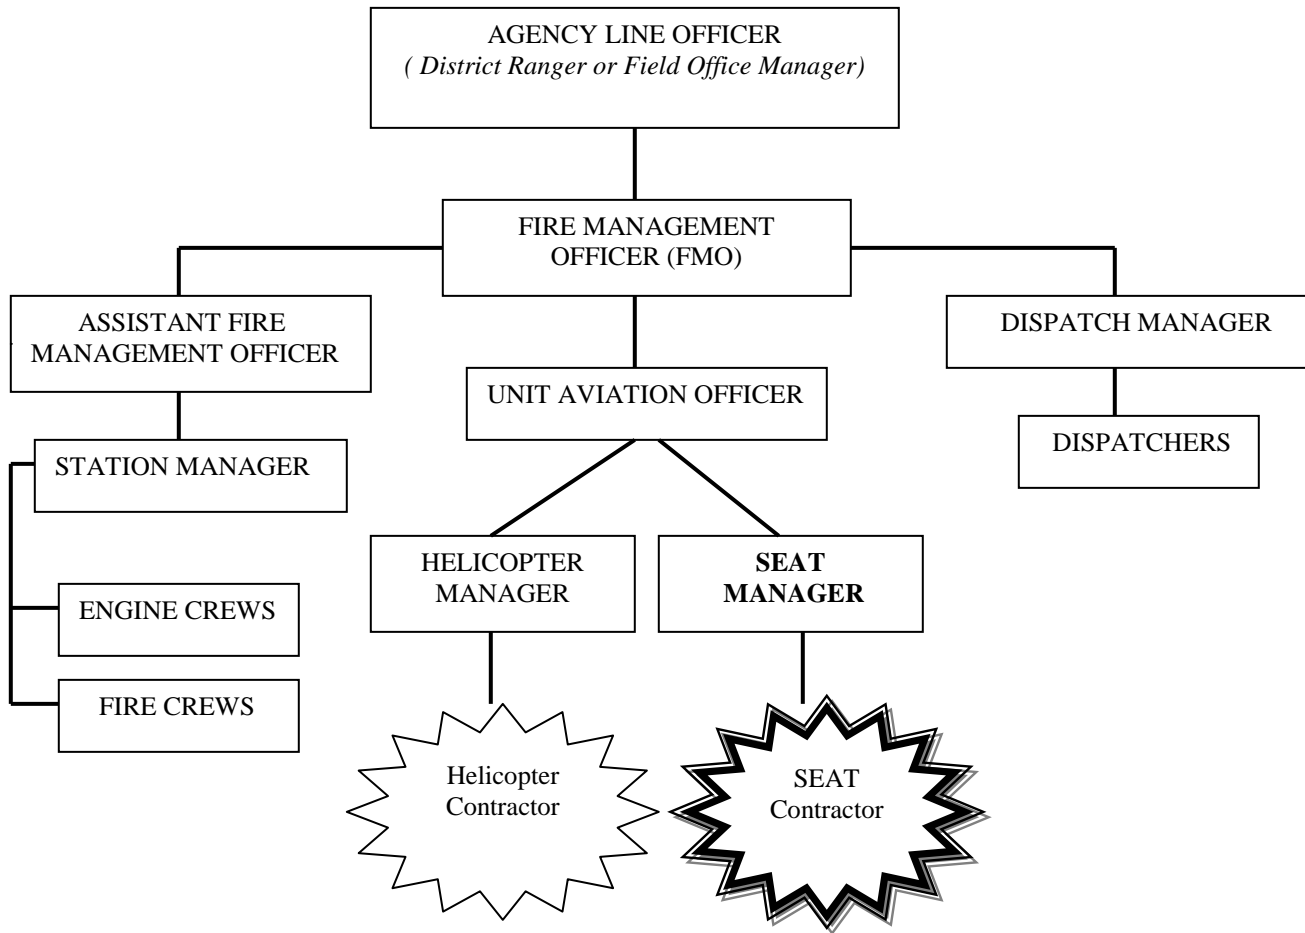 AGENCY LINE OFFICER
( District Ranger or Field Office Manager)
FIRE MANAGEMENT
OFFICER (FMO)
ASSISTANT FIRE
MANAGEMENT OFFICER
DISPATCH MANAGER
UNIT AVIATION OFFICER
DISPATCHERS
STATION MANAGER
HELICOPTER
MANAGER
SEAT
MANAGER
ENGINE CREWS
FIRE CREWS
Helicopter
Contractor
SEAT
Contractor